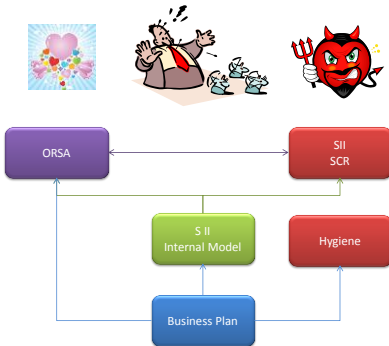 ORSA
SII
SCR
S II
Internal Model
Hygiene
Business Plan